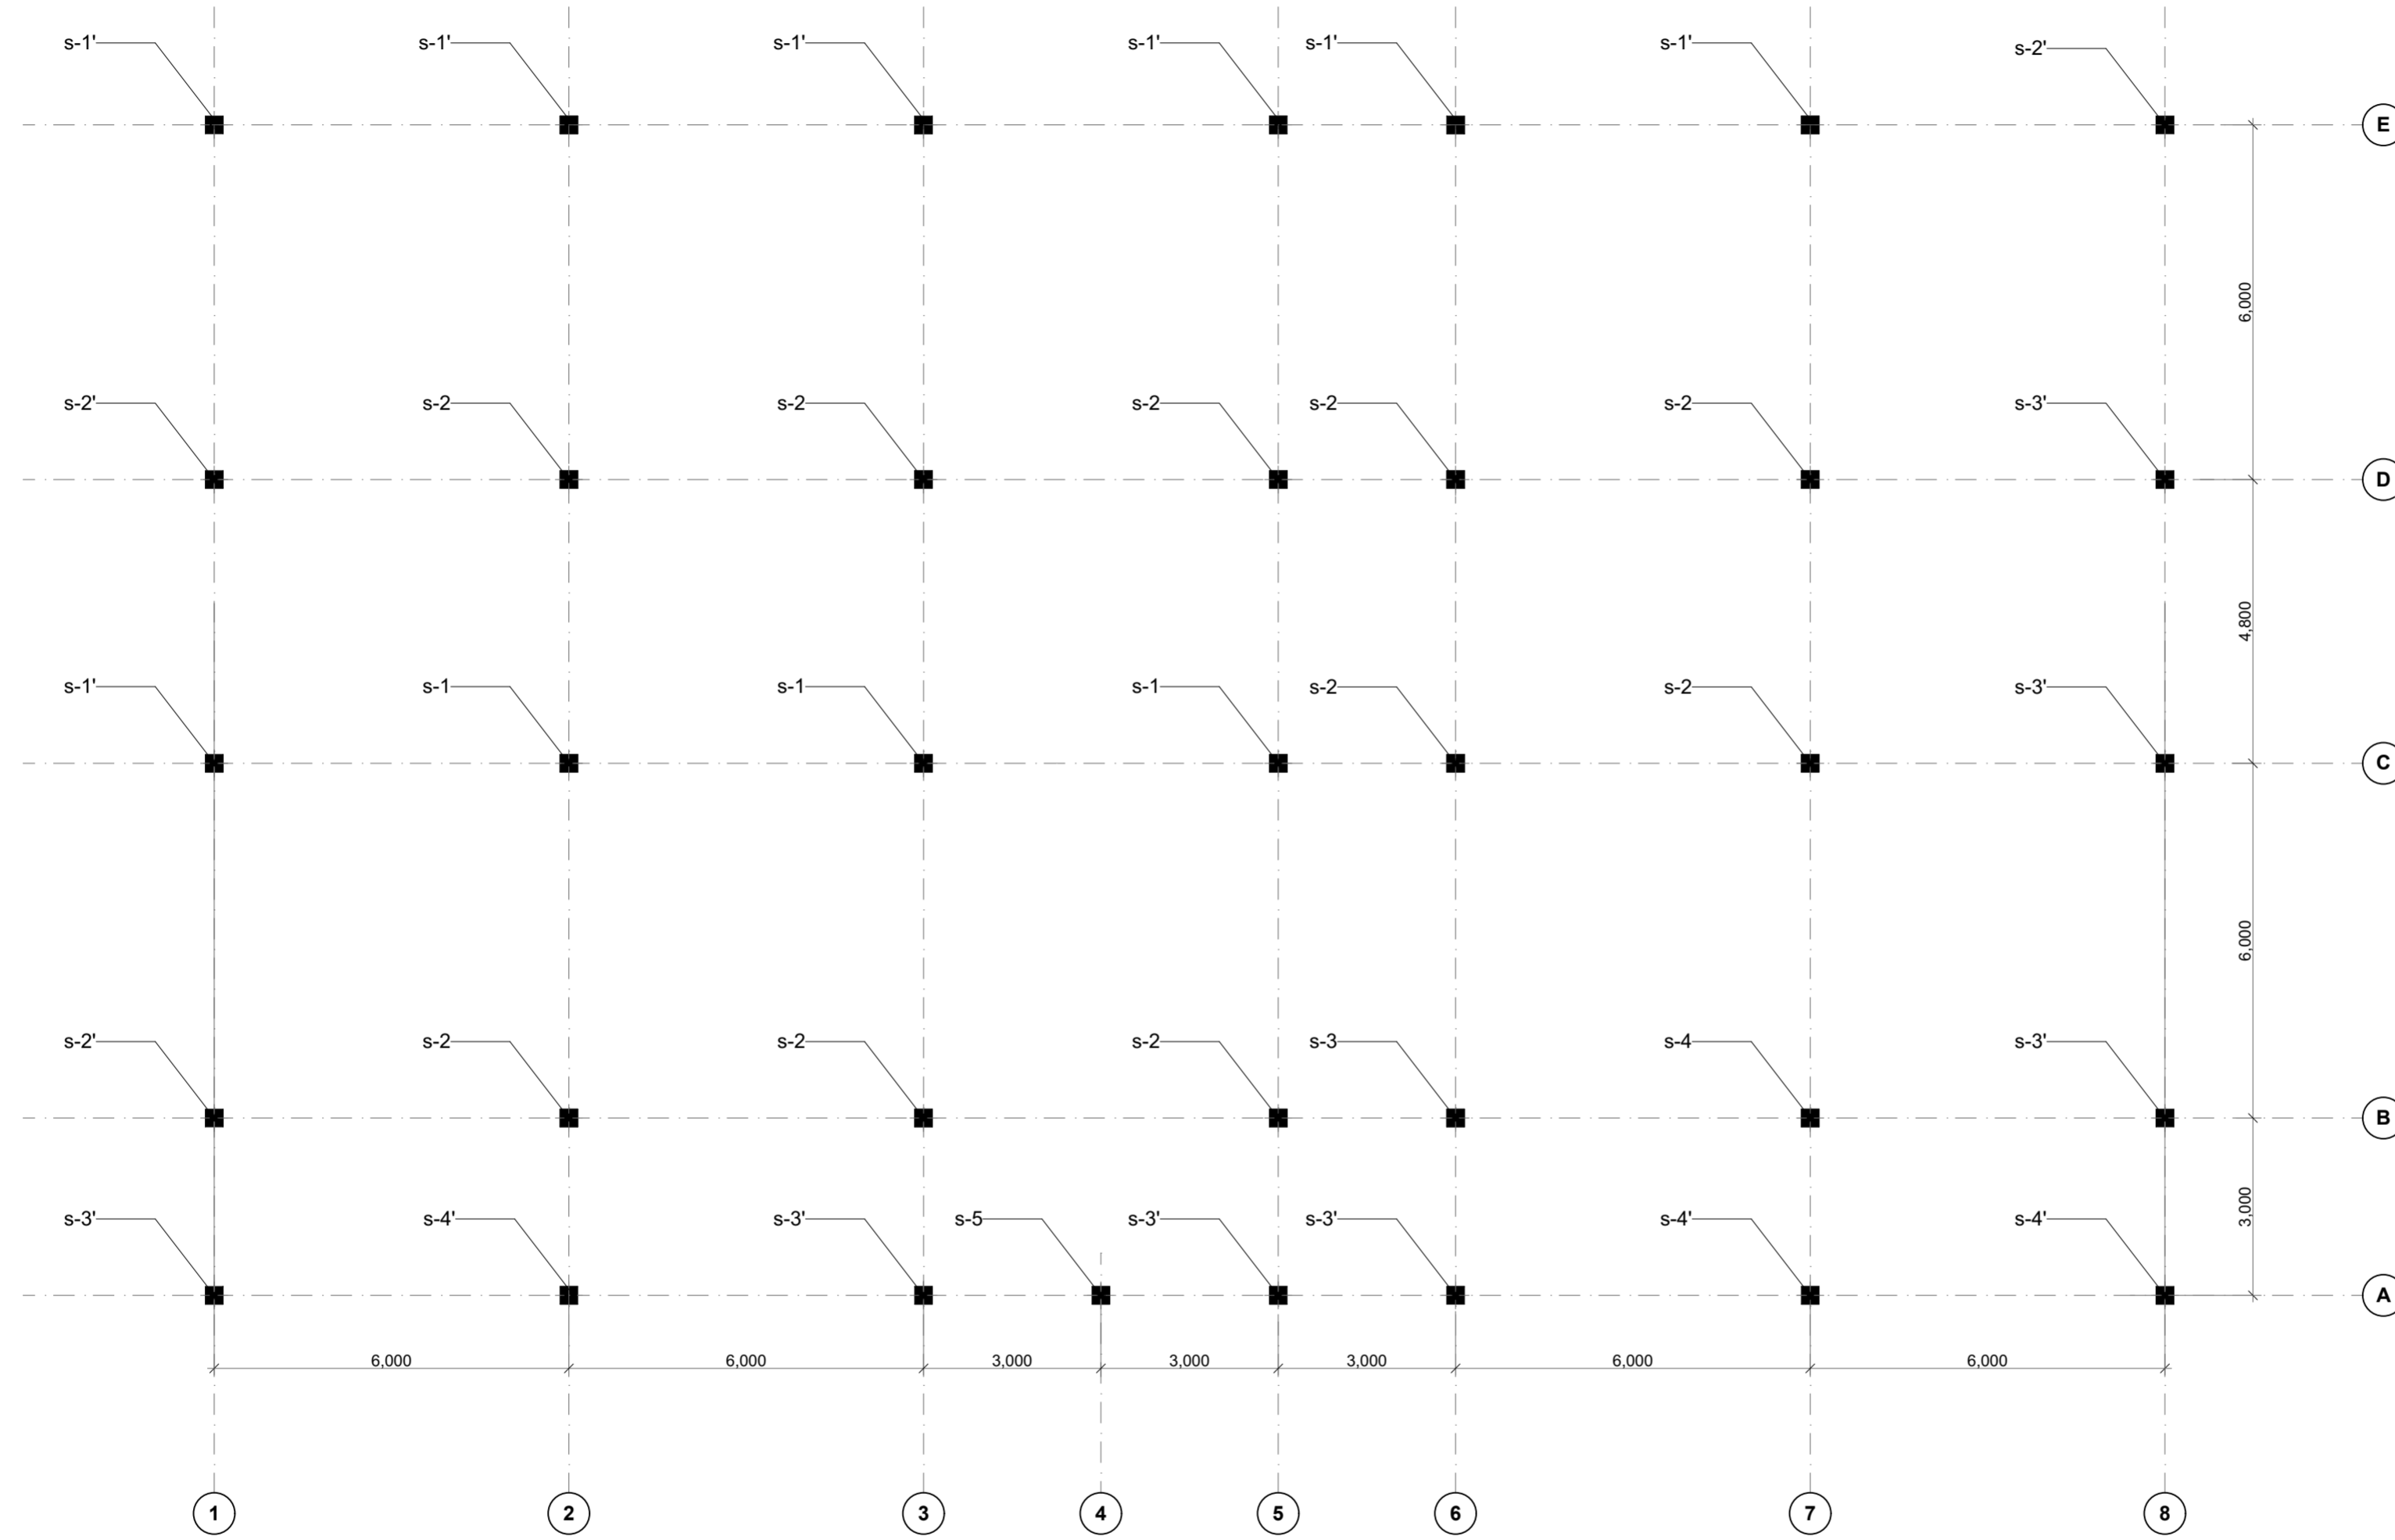 s-1' s-1' s-1' s-1' s-1' s-1' s-2'
E
6,000
s-2' s-2 s-2 s-2 s-2 s-2 s-3'
D
4,800
s-1' s-1 s-1 s-1 s-2 s-2 s-3'
C
6,000
s-2' s-2 s-2 s-2 s-3 s-4 s-3'
B
3,000
s-3' s-4' s-3' s-5 s-3' s-3' s-4' s-4'
A
6,000 6,000 3,000 3,000 3,000 6,000 6,000
1 2 3 4 5 6 7 8